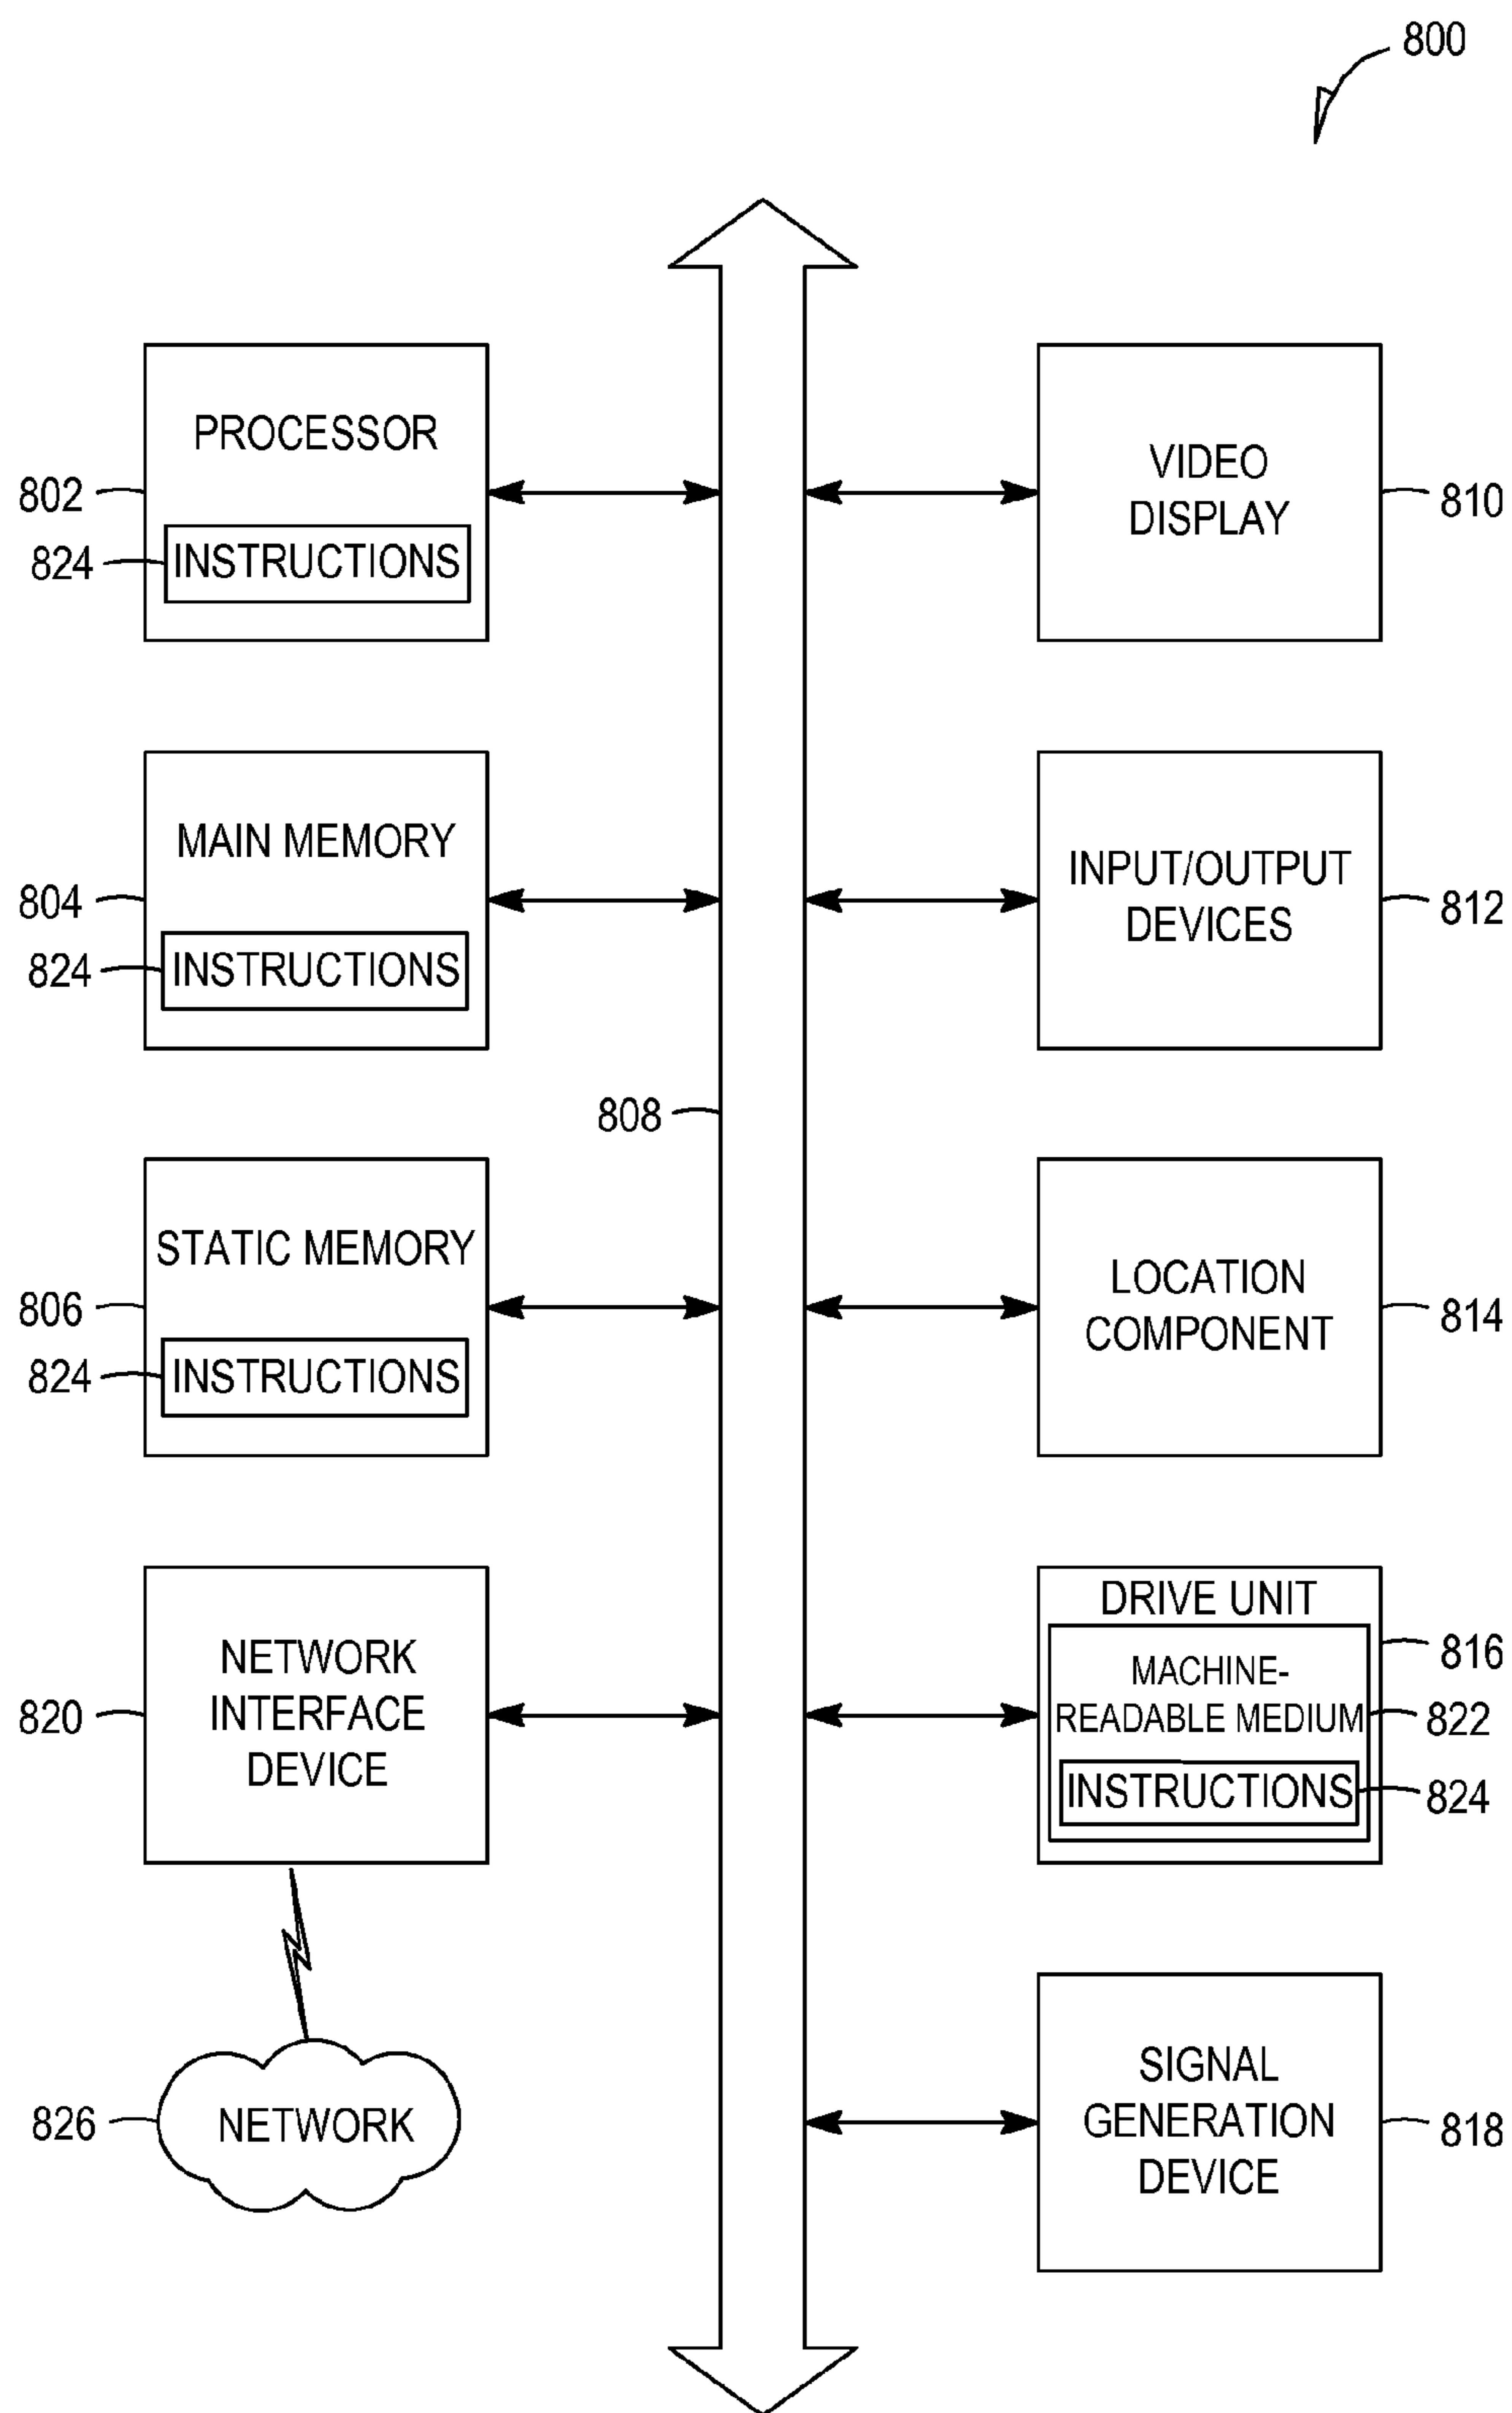 800
PROCESSOR
802
824
INSTRUCTIONS
VIDEO
DISPLAY
810
MAIN MEMORY
804
824
INSTRUCTIONS
INPUT/OUTPUT
DEVICES
812
808
STATIC MEMORY
806
824
INSTRUCTIONS
LOCATION
COMPONENT
814
NETWORK
INTERFACE
DEVICE
820
DRIVE UNIT
816
MACHINE-
READABLE MEDIUM
822
INSTRUCTIONS
824
826
NETWORK
SIGNAL
GENERATION
DEVICE
818